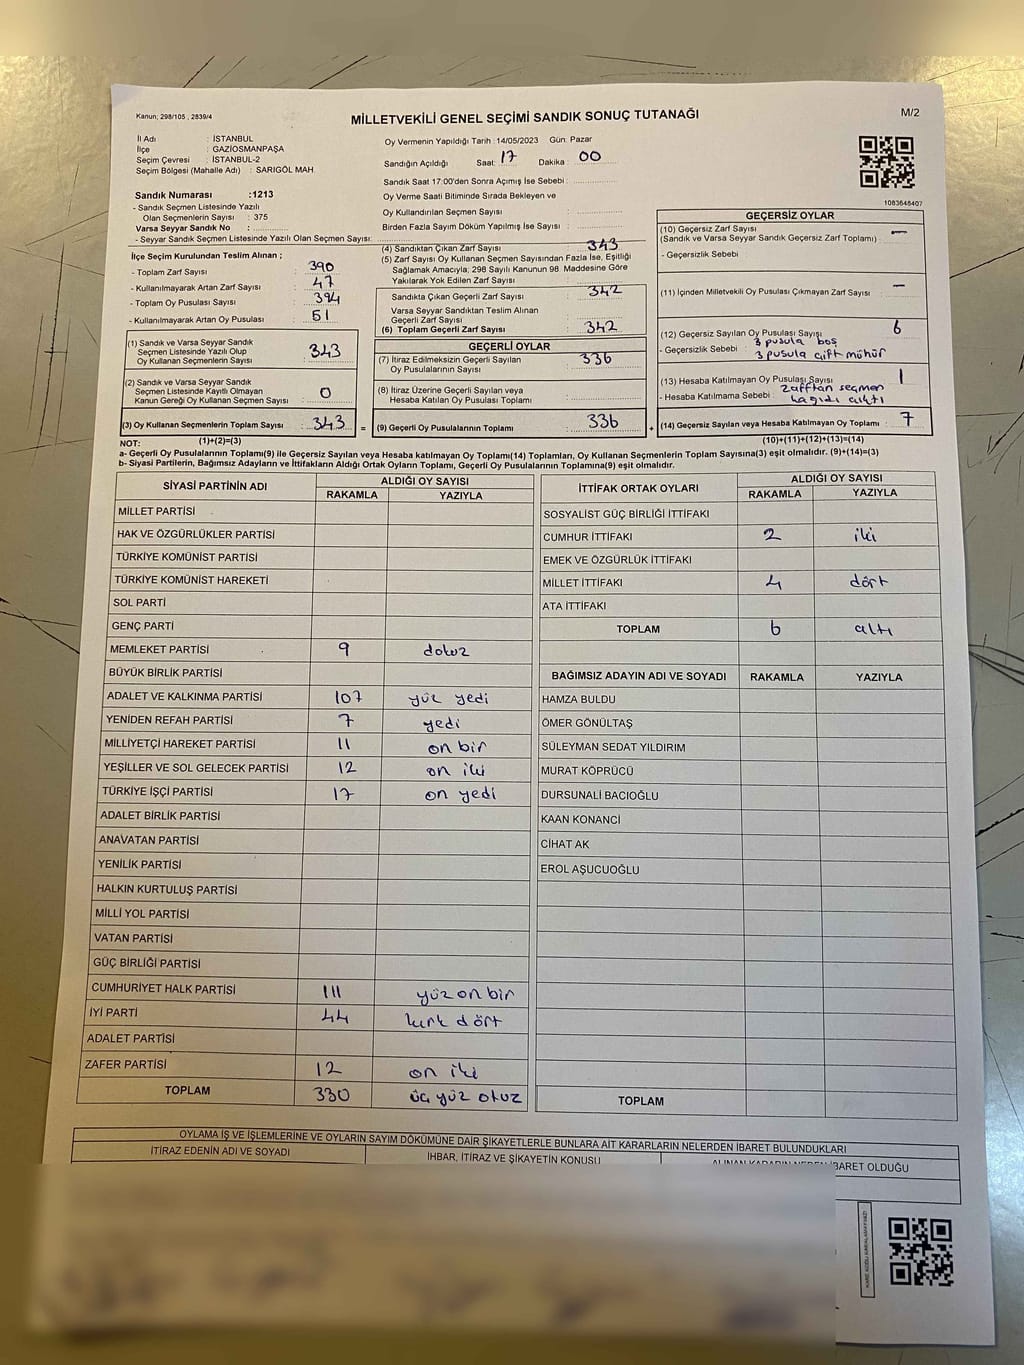 Kanun; 298/105 , 2839/4
MİLLETVEKİLİ GENEL SEÇİMİ SANDIK SONUÇ TUTANAĞI
M/2
İl Adı : İSTANBUL
İlçe : GAZİOSMANPAŞA
Seçim Çevresi : İSTANBUL-2
Seçim Bölgesi (Mahalle Adı) : SARIGÖL MAH.
Sandık Numarası :1213
- Sandık Seçmen Listesinde Yazılı
Olan Seçmenlerin Sayısı : 375
Varsa Seyyar Sandık No :
- Seyyar Sandık Seçmen Listesinde Yazılı Olan Seçmen Sayısı:
Oy Vermenin Yapıldığı Tarih :14/05/2023 Gün: Pazar
Sandığın Açıldığı Saat: 17 Dakika : 00
Sandık Saat 17:00'den Sonra Açımış İse Sebebi :
Oy Verme Saati Bitiminde Sırada Bekleyen ve
Oy Kullandırılan Seçmen Sayısı :
Birden Fazla Sayım Döküm Yapılmış İse Sayısı :
1083648407
İlçe Seçim Kurulundan Teslim Alınan ;
- Toplam Zarf Sayısı : 390
- Kullanılmayarak Artan Zarf Sayısı : 47
- Toplam Oy Pusulası Sayısı : 394
- Kullanılmayarak Artan Oy Pusulası : 51
(1) Sandık ve Varsa Seyyar Sandık
Seçmen Listesinde Yazılı Olup
Oy Kullanan Seçmenlerin Sayısı : 343
(2) Sandık ve Varsa Seyyar Sandık
Seçmen Listesinde Kayıtlı Olmayan
Kanun Gereği Oy Kullanan Seçmen Sayısı : 0
(3) Oy Kullanan Seçmenlerin Toplam Sayısı : 343 =
(4) Sandıktan Çıkan Zarf Sayısı : 343
(5) Zarf Sayısı Oy Kullanan Seçmen Sayısından Fazla İse, Eşitliği
Sağlamak Amacıyla; 298 Sayılı Kanunun 98. Maddesine Göre
Yakılarak Yok Edilen Zarf Sayısı :
Sandıkta Çıkan Geçerli Zarf Sayısı : 342
Varsa Seyyar Sandıktan Teslim Alınan
Geçerli Zarf Sayısı :
(6) Toplam Geçerli Zarf Sayısı : 342
GEÇERLİ OYLAR
(7) İtiraz Edilmeksizin Geçerli Sayılan
Oy Pusulalarının Sayısı : 336
(8) İtiraz Üzerine Geçerli Sayılan veya
Hesaba Katılan Oy Pusulası Toplamı :
(9) Geçerli Oy Pusulalarının Toplamı : 336 +
GEÇERSİZ OYLAR
(10) Geçersiz Zarf Sayısı
(Sandık ve Varsa Seyyar Sandık Geçersiz Zarf Toplamı) : —
- Geçersizlik Sebebi :
(11) İçinden Milletvekili Oy Pusulası Çıkmayan Zarf Sayısı : —
(12) Geçersiz Sayılan Oy Pusulası Sayısı : 6
- Geçersizlik Sebebi : 3 pusula boş
3 pusula çift mühür
(13) Hesaba Katılmayan Oy Pusulası Sayısı : 1
- Hesaba Katılmama Sebebi : zarftan seçmen
kağıdı çıktı
(14) Geçersiz Sayılan veya Hesaba Katılmayan Oy Toplamı : 7
NOT: (1)+(2)=(3)
(10)+(11)+(12)+(13)=(14)
a- Geçerli Oy Pusulalarının Toplamı(9) ile Geçersiz Sayılan veya Hesaba katılmayan Oy Toplamı(14) Toplamları, Oy Kullanan Seçmenlerin Toplam Sayısına(3) eşit olmalıdır. (9)+(14)=(3)
b- Siyasi Partilerin, Bağımsız Adayların ve İttifakların Aldığı Ortak Oyların Toplamı, Geçerli Oy Pusulalarının Toplamına(9) eşit olmalıdır.
SİYASİ PARTİNİN ADI ALDIĞI OY SAYISI
RAKAMLA YAZIYLA
MİLLET PARTİSİ
HAK VE ÖZGÜRLÜKLER PARTİSİ
TÜRKİYE KOMÜNİST PARTİSİ
TÜRKİYE KOMÜNİST HAREKETİ
SOL PARTİ
GENÇ PARTİ
MEMLEKET PARTİSİ 9 dokuz
BÜYÜK BİRLİK PARTİSİ
ADALET VE KALKINMA PARTİSİ 107 yüz yedi
YENİDEN REFAH PARTİSİ 7 yedi
MİLLİYETÇİ HAREKET PARTİSİ 11 on bir
YEŞİLLER VE SOL GELECEK PARTİSİ 12 on iki
TÜRKİYE İŞÇİ PARTİSİ 17 on yedi
ADALET BİRLİK PARTİSİ
ANAVATAN PARTİSİ
YENİLİK PARTİSİ
HALKIN KURTULUŞ PARTİSİ
MİLLİ YOL PARTİSİ
VATAN PARTİSİ
GÜÇ BİRLİĞİ PARTİSİ
CUMHURİYET HALK PARTİSİ 111 yüz on bir
İYİ PARTİ 44 kırk dört
ADALET PARTİSİ
ZAFER PARTİSİ 12 on iki
TOPLAM 330 üç yüz otuz
İTTİFAK ORTAK OYLARI ALDIĞI OY SAYISI
RAKAMLA YAZIYLA
SOSYALİST GÜÇ BİRLİĞİ İTTİFAKI
CUMHUR İTTİFAKI 2 iki
EMEK VE ÖZGÜRLÜK İTTİFAKI
MİLLET İTTİFAKI 4 dört
ATA İTTİFAKI
TOPLAM 6 altı
BAĞIMSIZ ADAYIN ADI VE SOYADI RAKAMLA YAZIYLA
HAMZA BULDU
ÖMER GÖNÜLTAŞ
SÜLEYMAN SEDAT YILDIRIM
MURAT KÖPRÜCÜ
DURSUNALİ BACIOĞLU
KAAN KONANCİ
CİHAT AK
EROL AŞUCUOĞLU
TOPLAM
OYLAMA İŞ VE İŞLEMLERİNE VE OYLARIN SAYIM DÖKÜMÜNE DAİR ŞİKAYETLERLE BUNLARA AİT KARARLARIN NELERDEN İBARET BULUNDUKLARI
İTİRAZ EDENİN ADI VE SOYADI İHBAR, İTİRAZ VE ŞİKAYETİN KONUSU ALINAN KARARIN NEDEN İBARET OLDUĞU